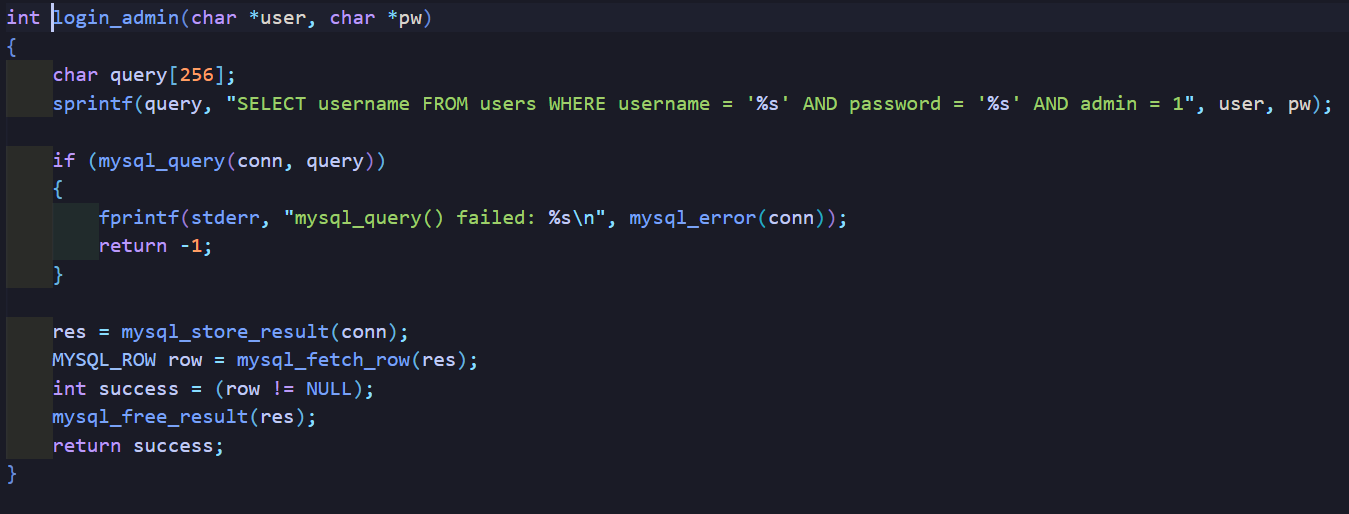 int login_admin(char *user, char *pw)
{
    char query[256];
    sprintf(query, "SELECT username FROM users WHERE username = '%s' AND password = '%s' AND admin = 1", user, pw);

    if (mysql_query(conn, query))
    {
        fprintf(stderr, "mysql_query() failed: %s\n", mysql_error(conn));
        return -1;
    }

    res = mysql_store_result(conn);
    MYSQL_ROW row = mysql_fetch_row(res);
    int success = (row != NULL);
    mysql_free_result(res);
    return success;
}